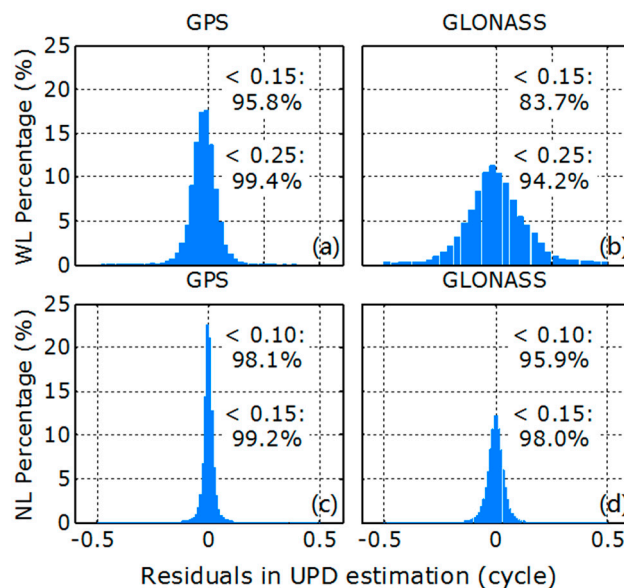 GPS
GLONASS
25
20
15
10
5
0
WL Percentage (%)
< 0.15:
95.8%
< 0.25:
99.4%
(a)
< 0.15:
83.7%
< 0.25:
94.2%
(b)
GPS
GLONASS
25
20
15
10
5
0
NL Percentage (%)
< 0.10:
98.1%
< 0.15:
99.2%
(c)
< 0.10:
95.9%
< 0.15:
98.0%
(d)
-0.5 0 0.5 -0.5 0 0.5
Residuals in UPD estimation (cycle)